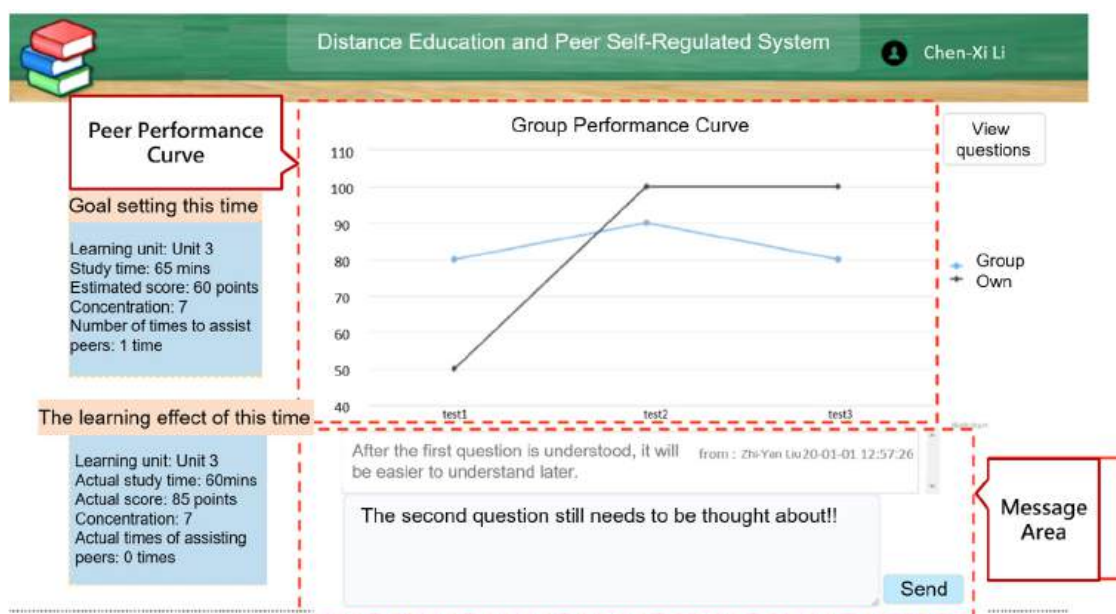 Distance Education and Peer Self-Regulated System
Chen-Xi Li
Peer Performance
Curve
Group Performance Curve
View
questions
110
100
90
80
70
60
50
40
test1
test2
test3
Group
Own
Goal setting this time
Learning unit: Unit 3
Study time: 65 mins
Estimated score: 60 points
Concentration: 7
Number of times to assist
peers: 1 time
The learning effect of this time
Learning unit: Unit 3
Actual study time: 60mins
Actual score: 85 points
Concentration: 7
Actual times of assisting
peers: 0 times
After the first question is understood, it will
be easier to understand later.
from : Zhi-Yan Liu 20-01-01 12:57:26
The second question still needs to be thought about!!
Send
Message
Area